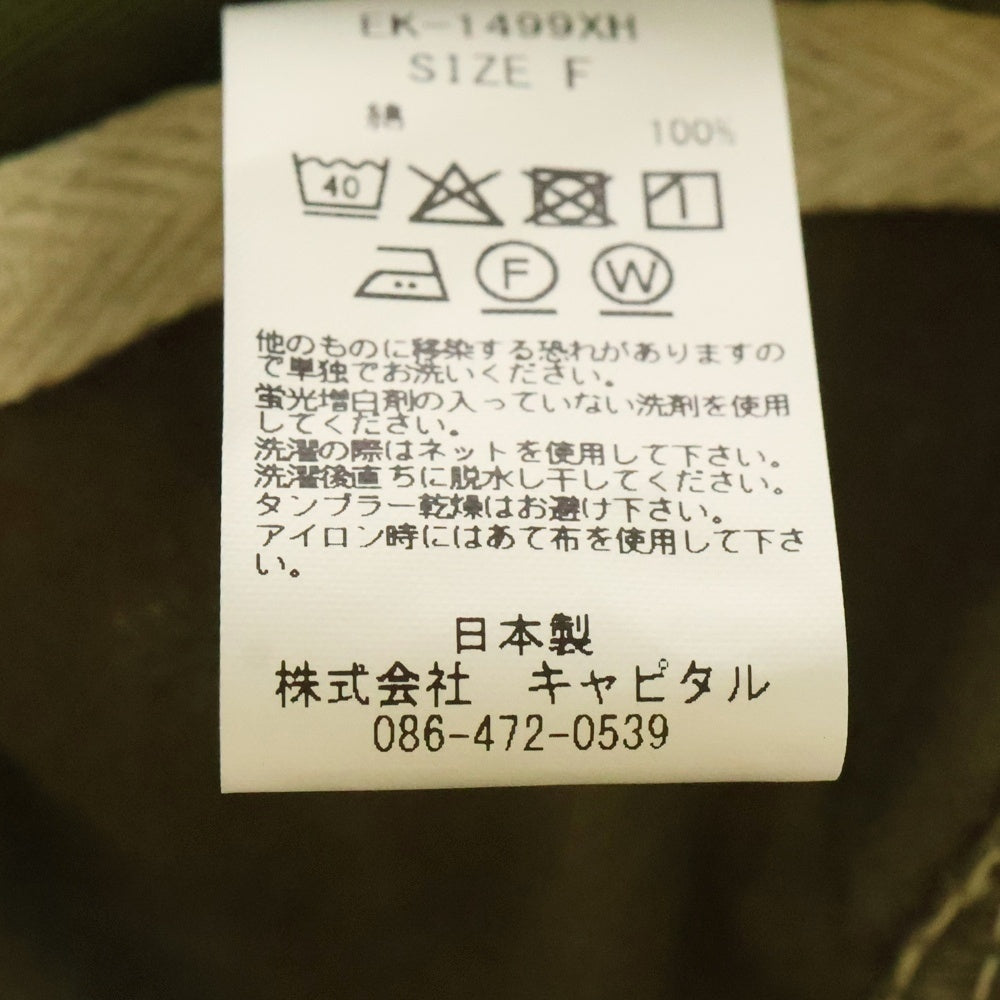 EK-1499XH
SIZE F
綿 100%
40
F W
他のものに移染する恐れがありますの
で単独でお洗いください。
蛍光増白剤の入っていない洗剤を使用
してください。
洗濯の際はネットを使用して下さい。
洗濯後直ちに脱水し干してください。
タンブラー乾燥はお避け下さい。
アイロン時にはあて布を使用して下さ
い。
日本製
株式会社 キャピタル
086-472-0539